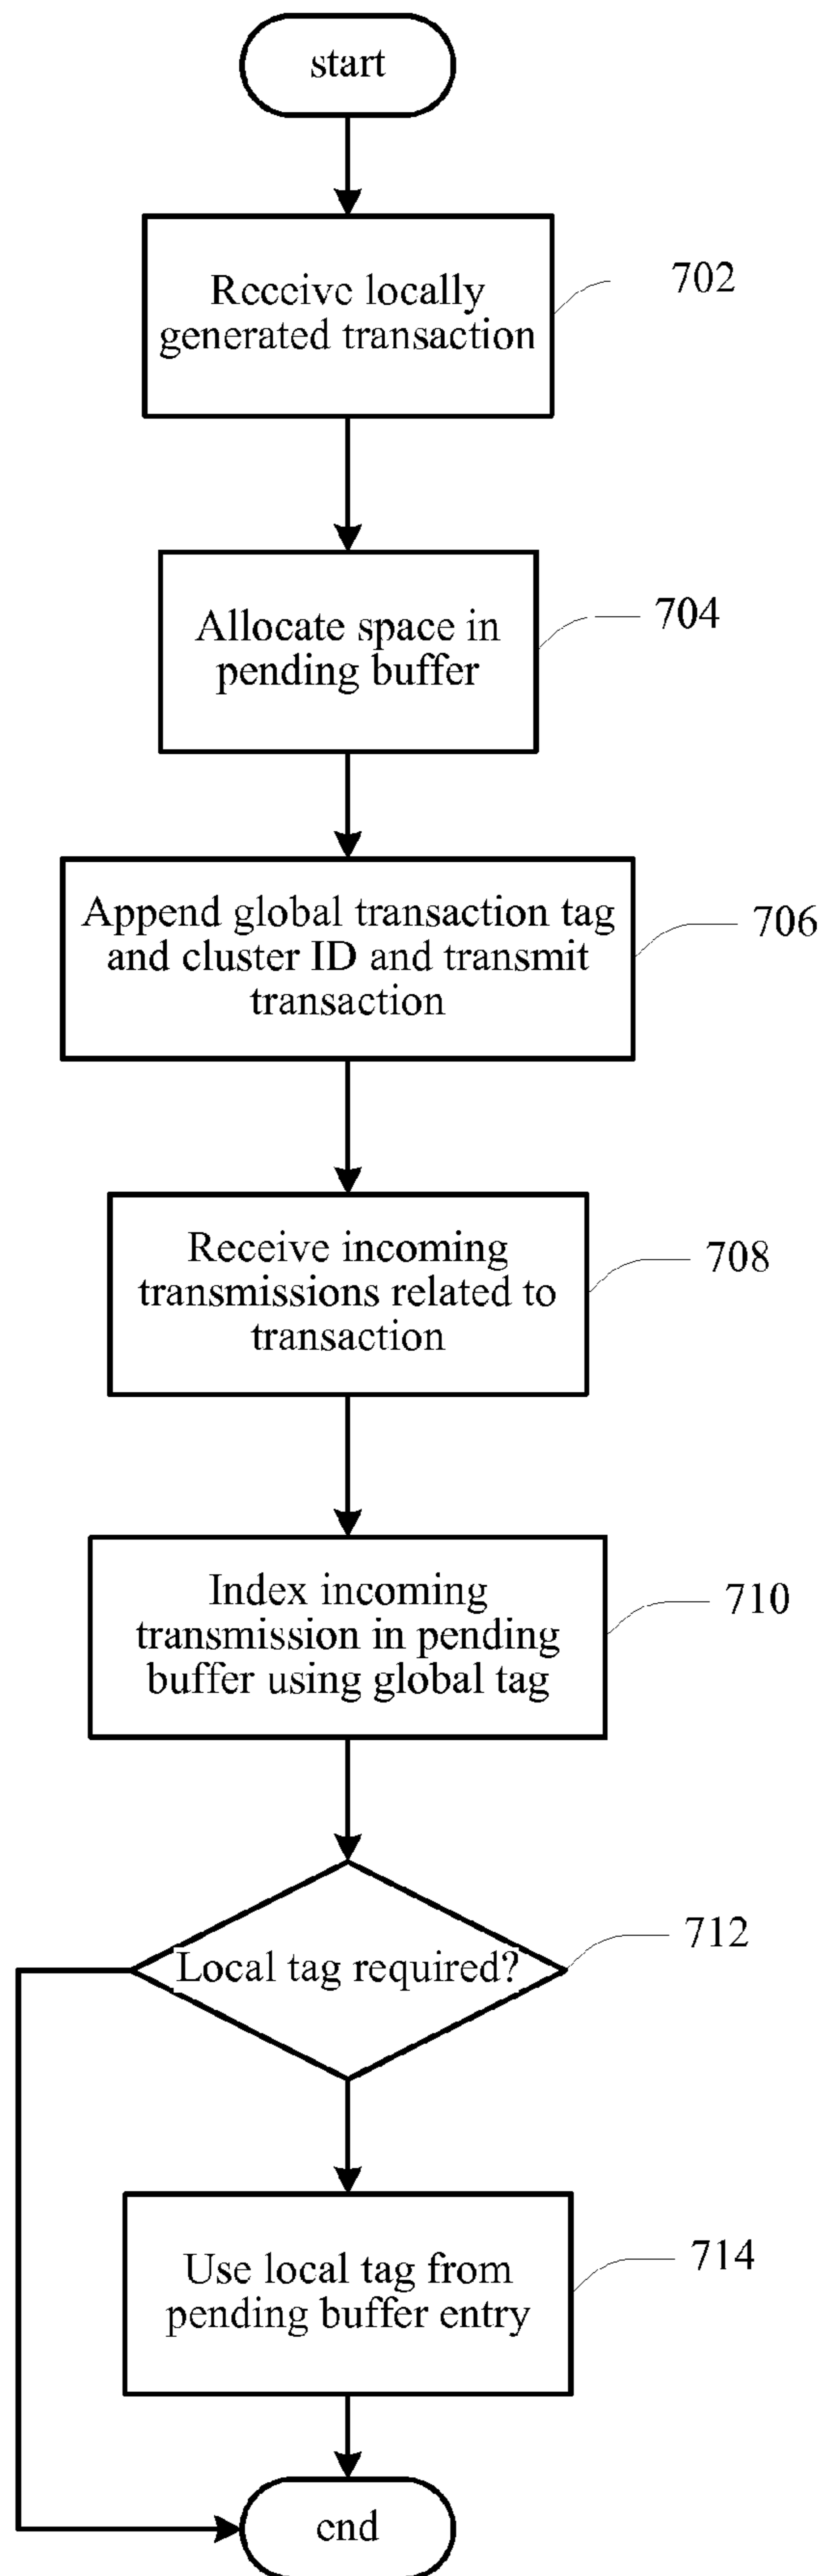 start
Receive locally
generated transaction
702
Allocate space in
pending buffer
704
Append global transaction tag
and cluster ID and transmit
transaction
706
Receive incoming
transmissions related to
transaction
708
Index incoming
transmission in pending
buffer using global tag
710
Local tag required?
712
Use local tag from
pending buffer entry
714
end